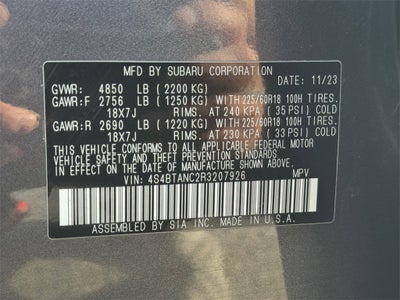 MFD BY SUBARU CORPORATION DATE: 11/23
GVWR: 4850 LB (2200 KG)
GAWR:F 2756 LB (1250 KG) WITH 225/60R18 100H TIRES.
18X7J RIMS. AT 240 KPA (35 PSI) COLD
GAWR:R 2690 LB (1220 KG) WITH 225/60R18 100H TIRES.
18X7J RIMS. AT 230 KPA (33 PSI) COLD
THIS VEHICLE CONFORMS TO ALL APPLICABLE FEDERAL MOTOR
VEHICLE SAFETY AND THEFT PREVENTION STANDARDS
IN EFFECT ON THE DATE OF MANUFACTURE SHOWN ABOVE.
VIN: 4S4BTANC2R3207926 MPV
ASSEMBLED BY SIA INC. MADE IN U.S.A.